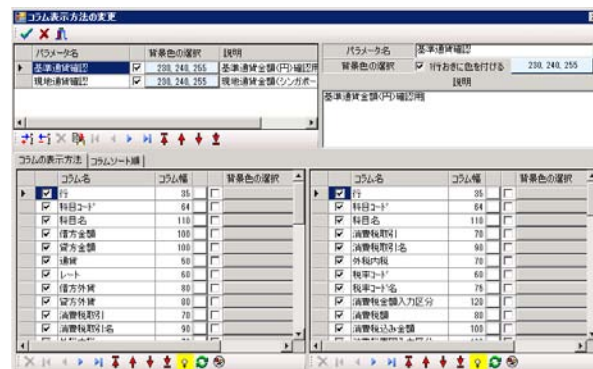 コラム表示方法の変更
パラメータ名 背景色の選択 説明
基準通貨確認 230, 240, 255 基準通貨金額(円)確認用
現地通貨確認 230, 240, 255 現地通貨金額(シンガポー
パラメータ名 基準通貨確認
背景色の選択 1行おきに色を付ける 230, 240, 255
説明
基準通貨金額(円)確認用
コラムの表示方法 コラムソート順
コラム名 コラム幅 背景色の選択
行 35
科目コード 64
科目名 110
借方金額 100
貸方金額 100
通貨 50
レート 60
借方外貨 80
貸方外貨 80
消費税取引 70
消費税取引名 90
コラム名 コラム幅 背景色の選択
行 35
科目コード 64
科目名 110
消費税取引 70
消費税取引名 90
外税内税 70
税率コード 60
税率コード名 75
消費税金額入力区分 120
消費税額 80
消費税込み金額 100